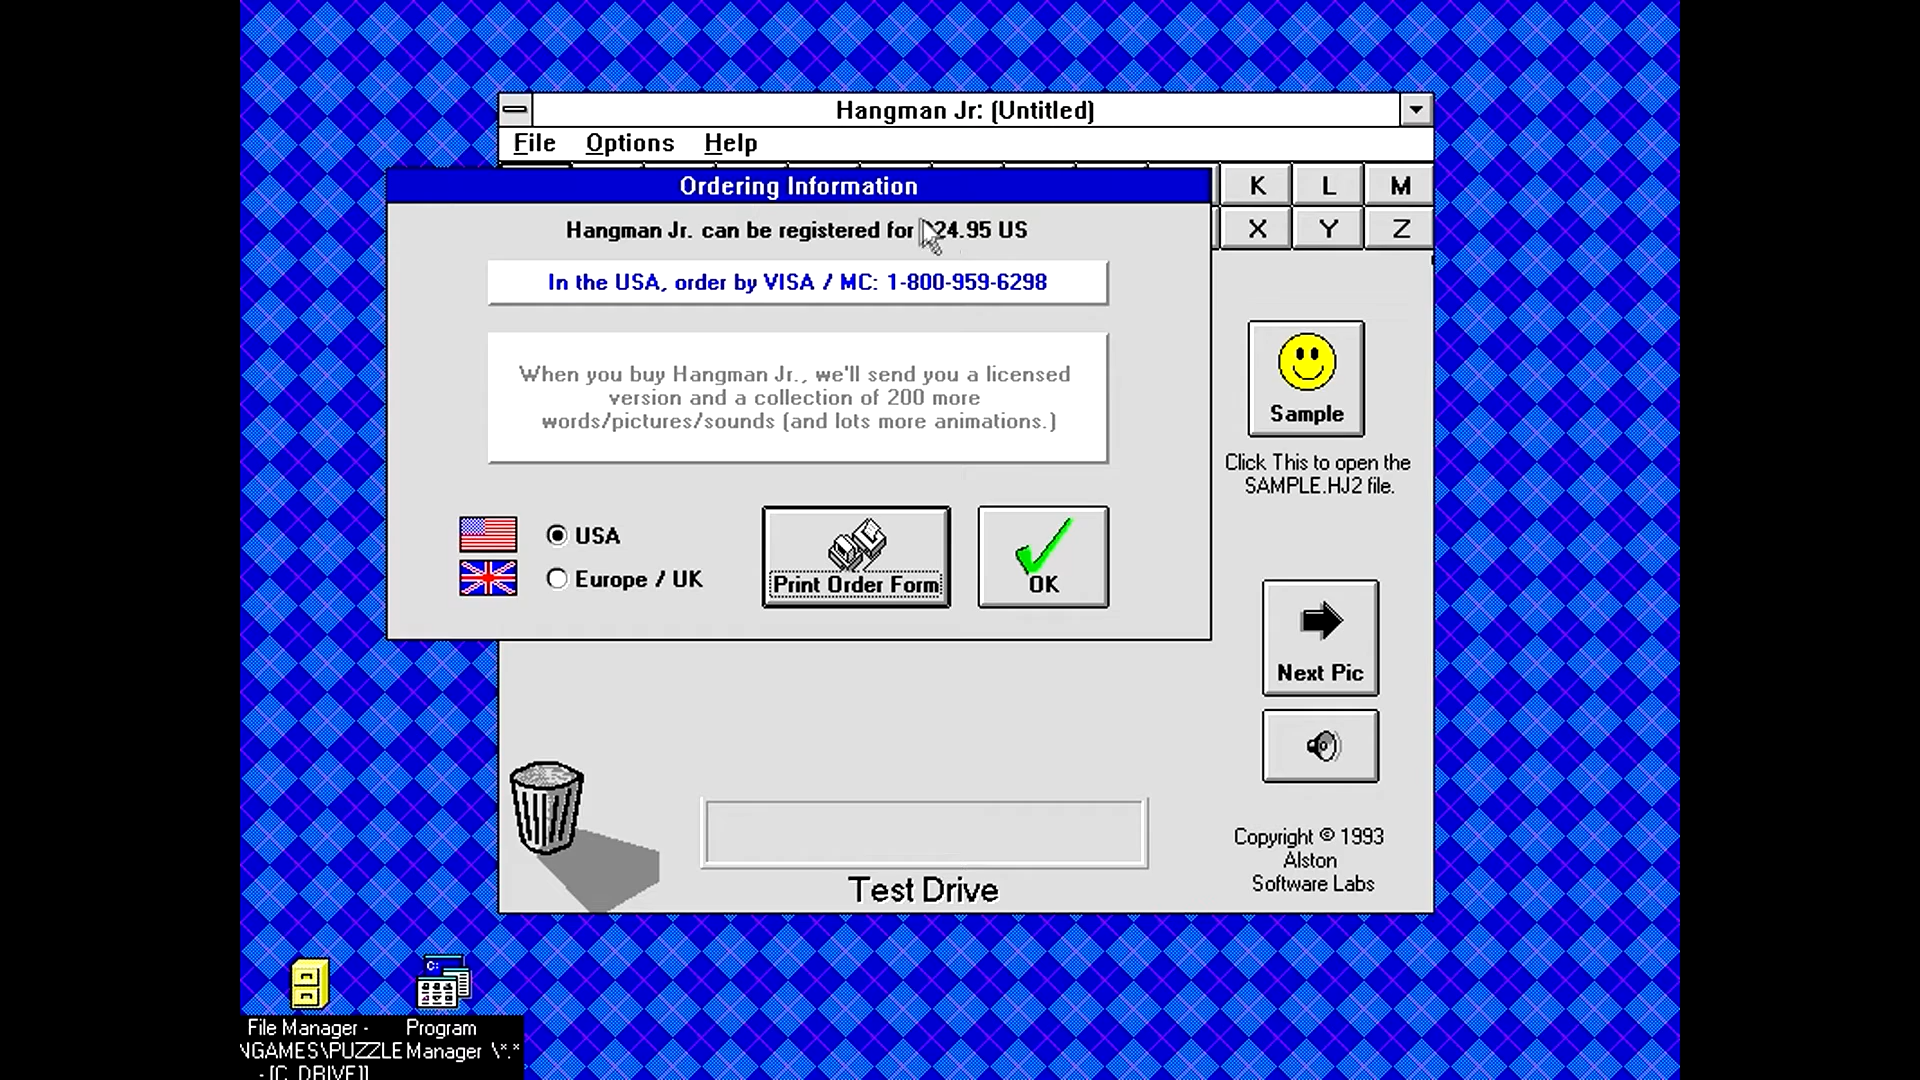 Hangman Jr: (Untitled)
File Options Help
Ordering Information
K L M
X Y Z
Hangman Jr. can be registered for 24.95 US
In the USA, order by VISA / MC: 1-800-959-6298
When you buy Hangman Jr., we'll send you a licensed
version and a collection of 200 more
words/pictures/sounds (and lots more animations.)
Sample
Click This to open the
SAMPLE.HJ2 file.
USA
Europe / UK
Print Order Form
OK
Next Pic
Test Drive
Copyright © 1993
Alston
Software Labs
C:
File Manager -
NGAMES\PUZZLE
- [C_DRIVE]]
Program
Manager \*.*